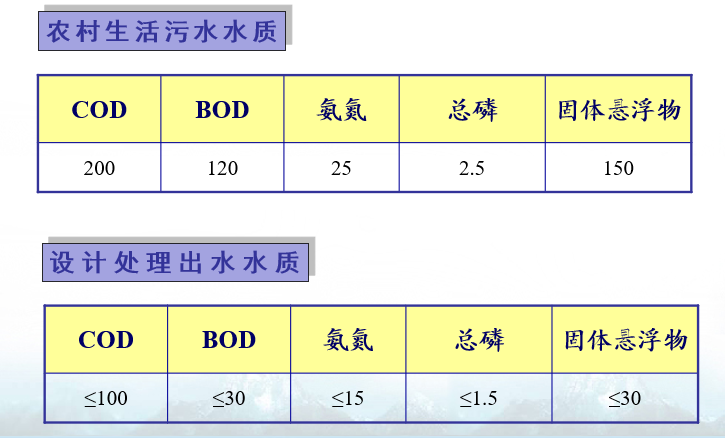 农村生活污水水质
COD BOD 氨氮 总磷 固体悬浮物
200 120 25 2.5 150
设计处理出水水质
COD BOD 氨氮 总磷 固体悬浮物
≤100 ≤30 ≤15 ≤1.5 ≤30